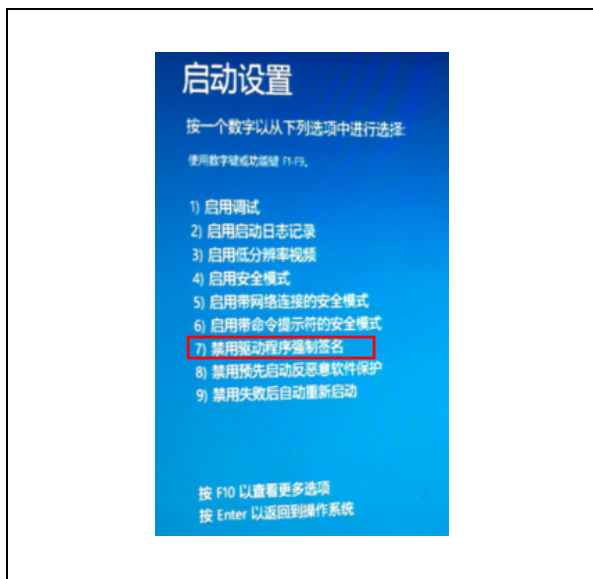 启动设置
按一个数字以从下列选项中进行选择:
使用数字键或功能键 F1-F9。
1) 启用调试
2) 启用启动日志记录
3) 启用低分辨率视频
4) 启用安全模式
5) 启用带网络连接的安全模式
6) 启用带命令提示符的安全模式
7) 禁用驱动程序强制签名
8) 禁用预先启动反恶意软件保护
9) 禁用失败后自动重新启动
按 F10 以查看更多选项
按 Enter 以返回到操作系统